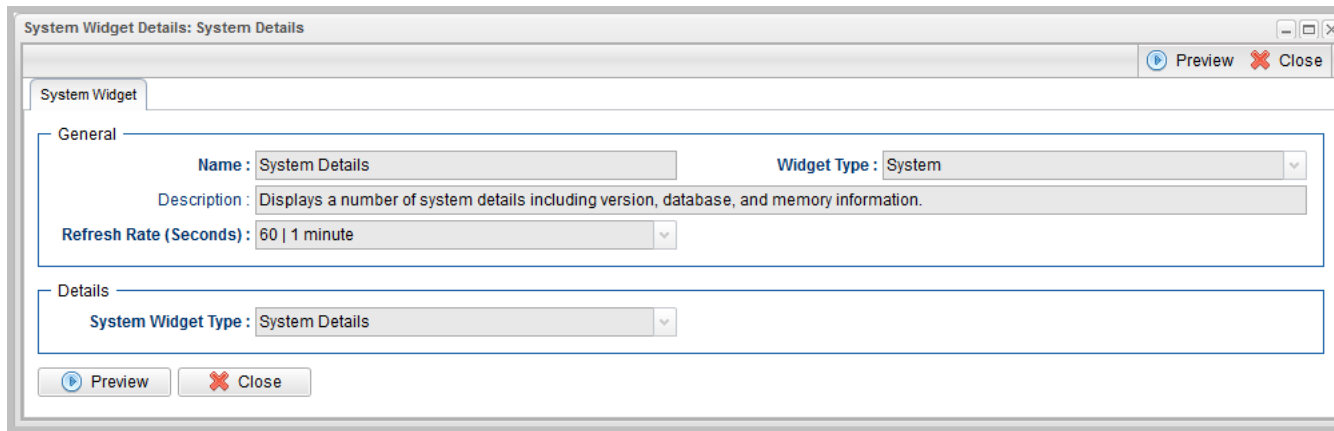 System Widget Details: System Details
Preview Close
System Widget
General
Name : System Details Widget Type : System
Description : Displays a number of system details including version, database, and memory information.
Refresh Rate (Seconds) : 60 | 1 minute
Details
System Widget Type : System Details
Preview Close